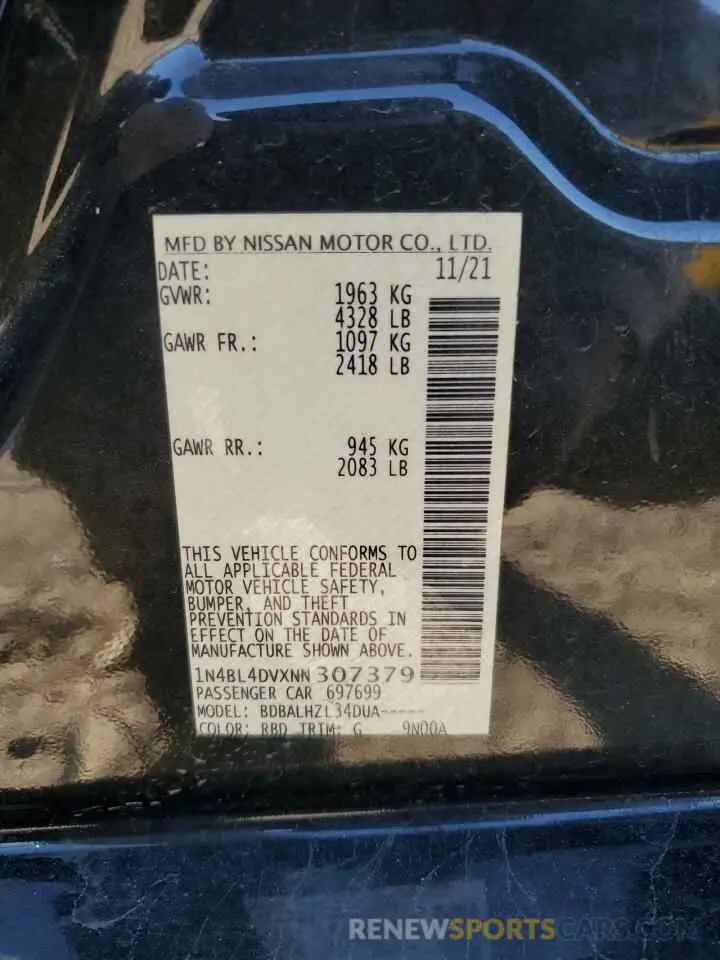 MFD BY NISSAN MOTOR CO., LTD.
DATE: 11/21
GVWR: 1963 KG
4328 LB
GAWR FR.: 1097 KG
2418 LB
GAWR RR.: 945 KG
2083 LB
THIS VEHICLE CONFORMS TO
ALL APPLICABLE FEDERAL
MOTOR VEHICLE SAFETY,
BUMPER, AND THEFT
PREVENTION STANDARDS IN
EFFECT ON THE DATE OF
MANUFACTURE SHOWN ABOVE.
1N4BL4DVXNN307379
PASSENGER CAR 697699
MODEL: BDBALHZL34DUA-----
COLOR: RBD TRIM: G 9N00A
RENEWSPORTSCARS.COM